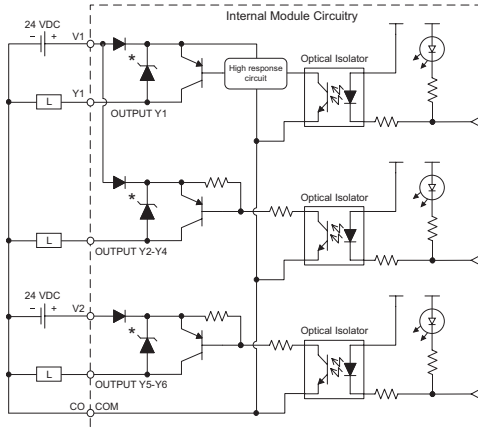 Internal Module Circuitry
24 VDC
− + V1
*
High response
circuit
Optical Isolator
L Y1
OUTPUT Y1
Optical Isolator
*
L
OUTPUT Y2-Y4
24 VDC
− + V2
Optical Isolator
*
L
OUTPUT Y5-Y6
CO COM